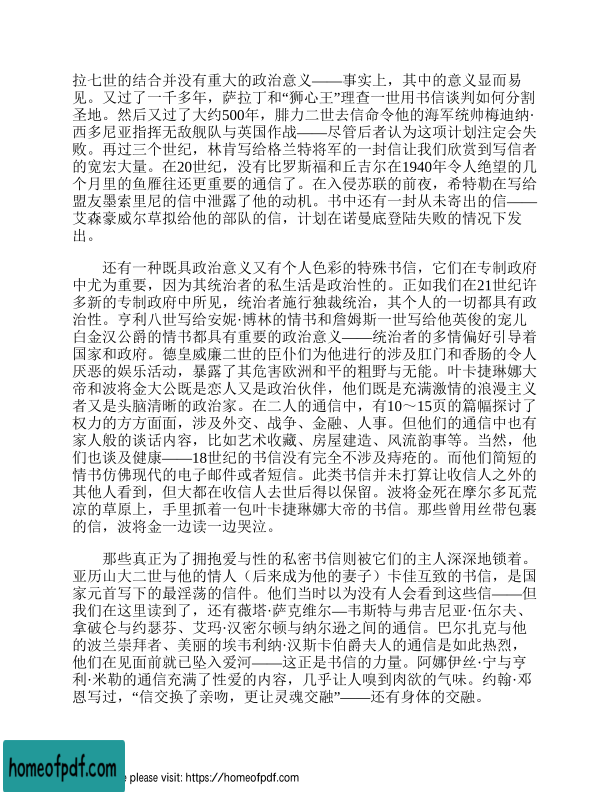 拉七世的结合并没有重大的政治意义——事实上，其中的意义显而易
见。又过了一千多年，萨拉丁和“狮心王”理查一世用书信谈判如何分割
圣地。然后又过了大约500年，腓力二世去信命令他的海军统帅梅迪纳·
西多尼亚指挥无敌舰队与英国作战——尽管后者认为这项计划注定会失
败。再过三个世纪，林肯写给格兰特将军的一封信让我们欣赏到写信者
的宽宏大量。在20世纪，没有比罗斯福和丘吉尔在1940年令人绝望的几
个月里的鱼雁往还更重要的通信了。在入侵苏联的前夜，希特勒在写给
盟友墨索里尼的信中泄露了他的动机。书中还有一封从未寄出的信——
艾森豪威尔草拟给他的部队的信，计划在诺曼底登陆失败的情况下发
出。
还有一种既具政治意义又有个人色彩的特殊书信，它们在专制政府
中尤为重要，因为其统治者的私生活是政治性的。正如我们在21世纪许
多新的专制政府中所见，统治者施行独裁统治，其个人的一切都具有政
治性。亨利八世写给安妮·博林的情书和詹姆斯一世写给他英俊的宠儿
白金汉公爵的情书都具有重要的政治意义——统治者的多情偏好引导着
国家和政府。德皇威廉二世的臣仆们为他进行的涉及肛门和香肠的令人
厌恶的娱乐活动，暴露了其危害欧洲和平的粗野与无能。叶卡捷琳娜大
帝和波将金大公既是恋人又是政治伙伴，他们既是充满激情的浪漫主义
者又是头脑清晰的政治家。在二人的通信中，有10～15页的篇幅探讨了
权力的方方面面，涉及外交、战争、金融、人事。但他们的通信中也有
家人般的谈话内容，比如艺术收藏、房屋建造、风流韵事等。当然，他
们也谈及健康——18世纪的书信没有完全不涉及痔疮的。而他们简短的
情书仿佛现代的电子邮件或者短信。此类书信并未打算让收信人之外的
其他人看到，但大都在收信人去世后得以保留。波将金死在摩尔多瓦荒
凉的草原上，手里抓着一包叶卡捷琳娜大帝的书信。那些曾用丝带包裹
的信，波将金一边读一边哭泣。
那些真正为了拥抱爱与性的私密书信则被它们的主人深深地锁着。
亚历山大二世与他的情人（后来成为他的妻子）卡佳互致的书信，是国
家元首写下的最淫荡的信件。他们当时以为没有人会看到这些信——但
我们在这里读到了，还有薇塔·萨克维尔—韦斯特与弗吉尼亚·伍尔夫、
拿破仑与约瑟芬、艾玛·汉密尔顿与纳尔逊之间的通信。巴尔扎克与他
的波兰崇拜者、美丽的埃韦利纳·汉斯卡伯爵夫人的通信是如此热烈，
他们在见面前就已坠入爱河——这正是书信的力量。阿娜伊丝·宁与亨
利·米勒的通信充满了性爱的内容，几乎让人嗅到肉欲的气味。约翰·邓
恩写过，“信交换了亲吻，更让灵魂交融”——还有身体的交融。
homeofpdf.com
e please visit: https://homeofpdf.com